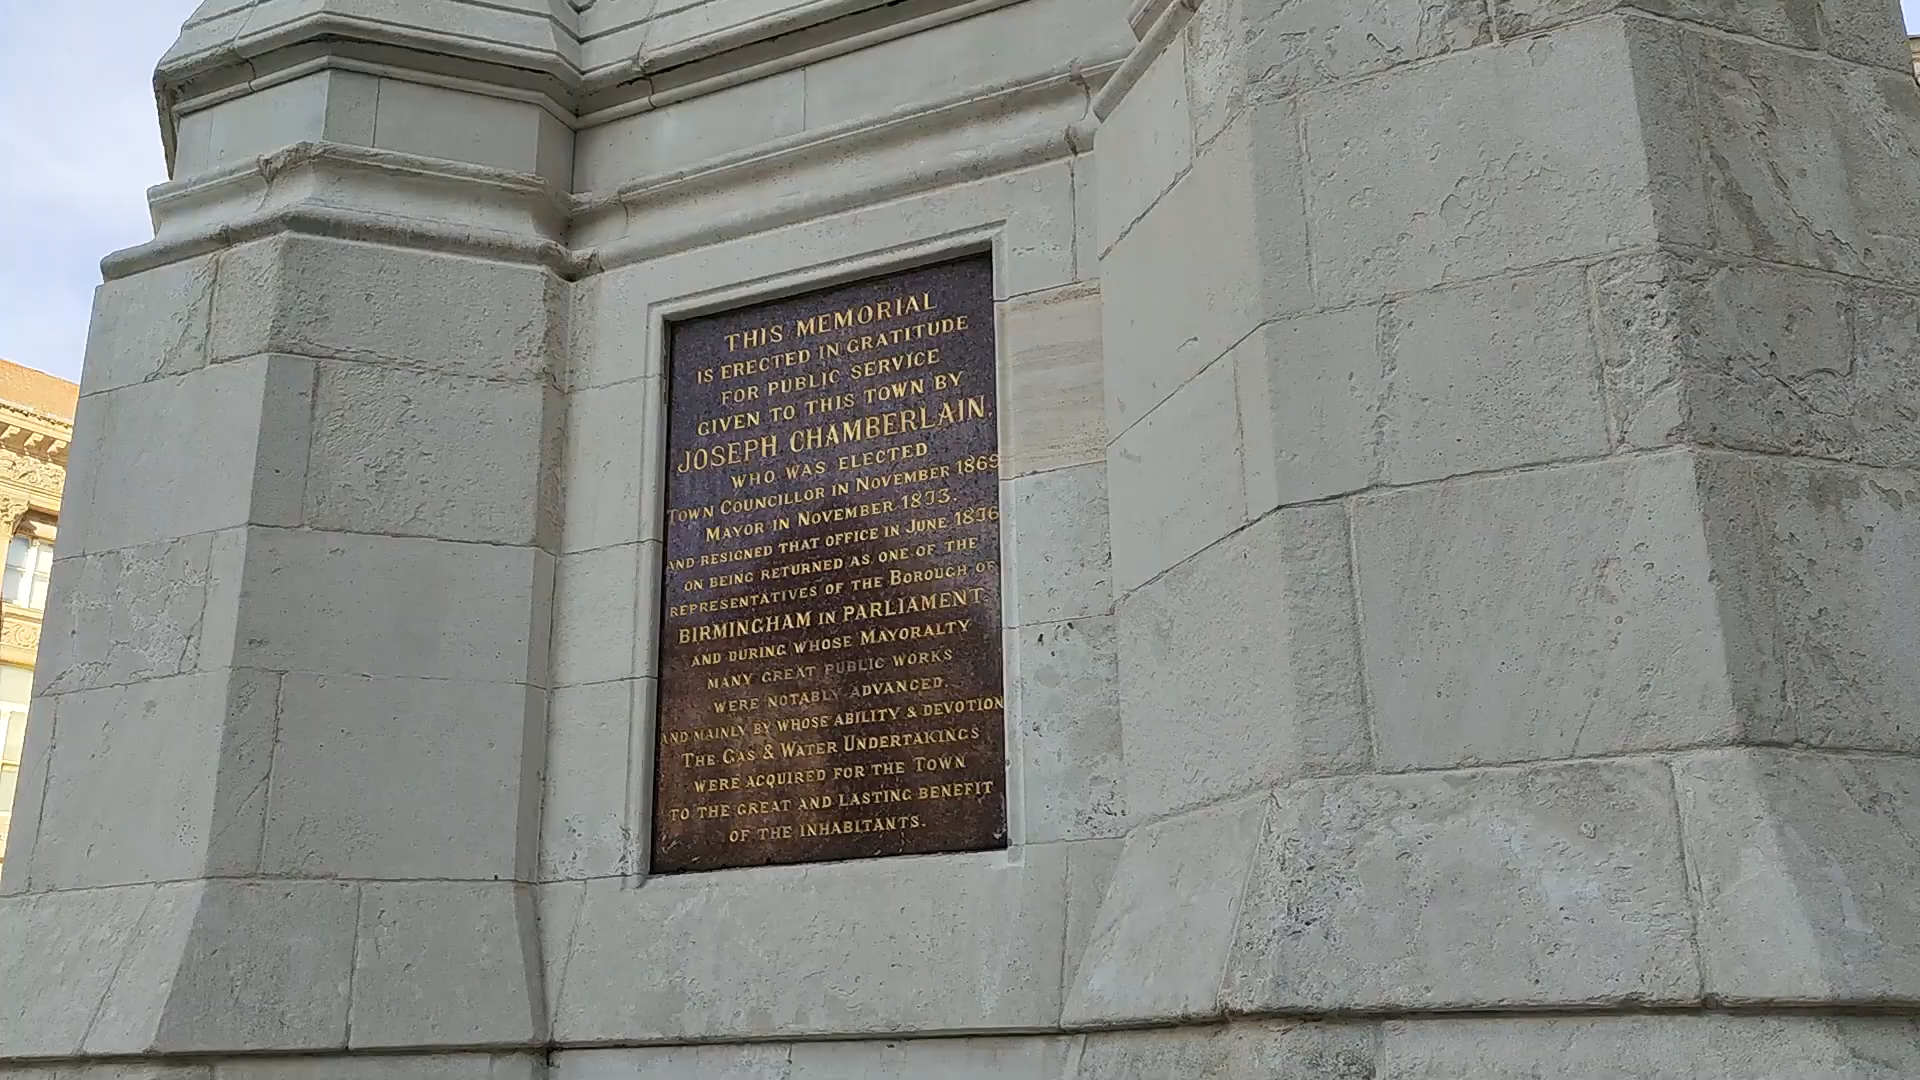 THIS MEMORIAL
IS ERECTED IN GRATITUDE
FOR PUBLIC SERVICE
GIVEN TO THIS TOWN BY
JOSEPH CHAMBERLAIN,
WHO WAS ELECTED
TOWN COUNCILLOR IN NOVEMBER 1869
MAYOR IN NOVEMBER 1873.
AND RESIGNED THAT OFFICE IN JUNE 1876
ON BEING RETURNED AS ONE OF THE
REPRESENTATIVES OF THE BOROUGH OF
BIRMINGHAM IN PARLIAMENT
AND DURING WHOSE MAYORALTY
MANY GREAT PUBLIC WORKS
WERE NOTABLY ADVANCED.
AND MAINLY BY WHOSE ABILITY & DEVOTION
THE GAS & WATER UNDERTAKINGS
WERE ACQUIRED FOR THE TOWN
TO THE GREAT AND LASTING BENEFIT
OF THE INHABITANTS.